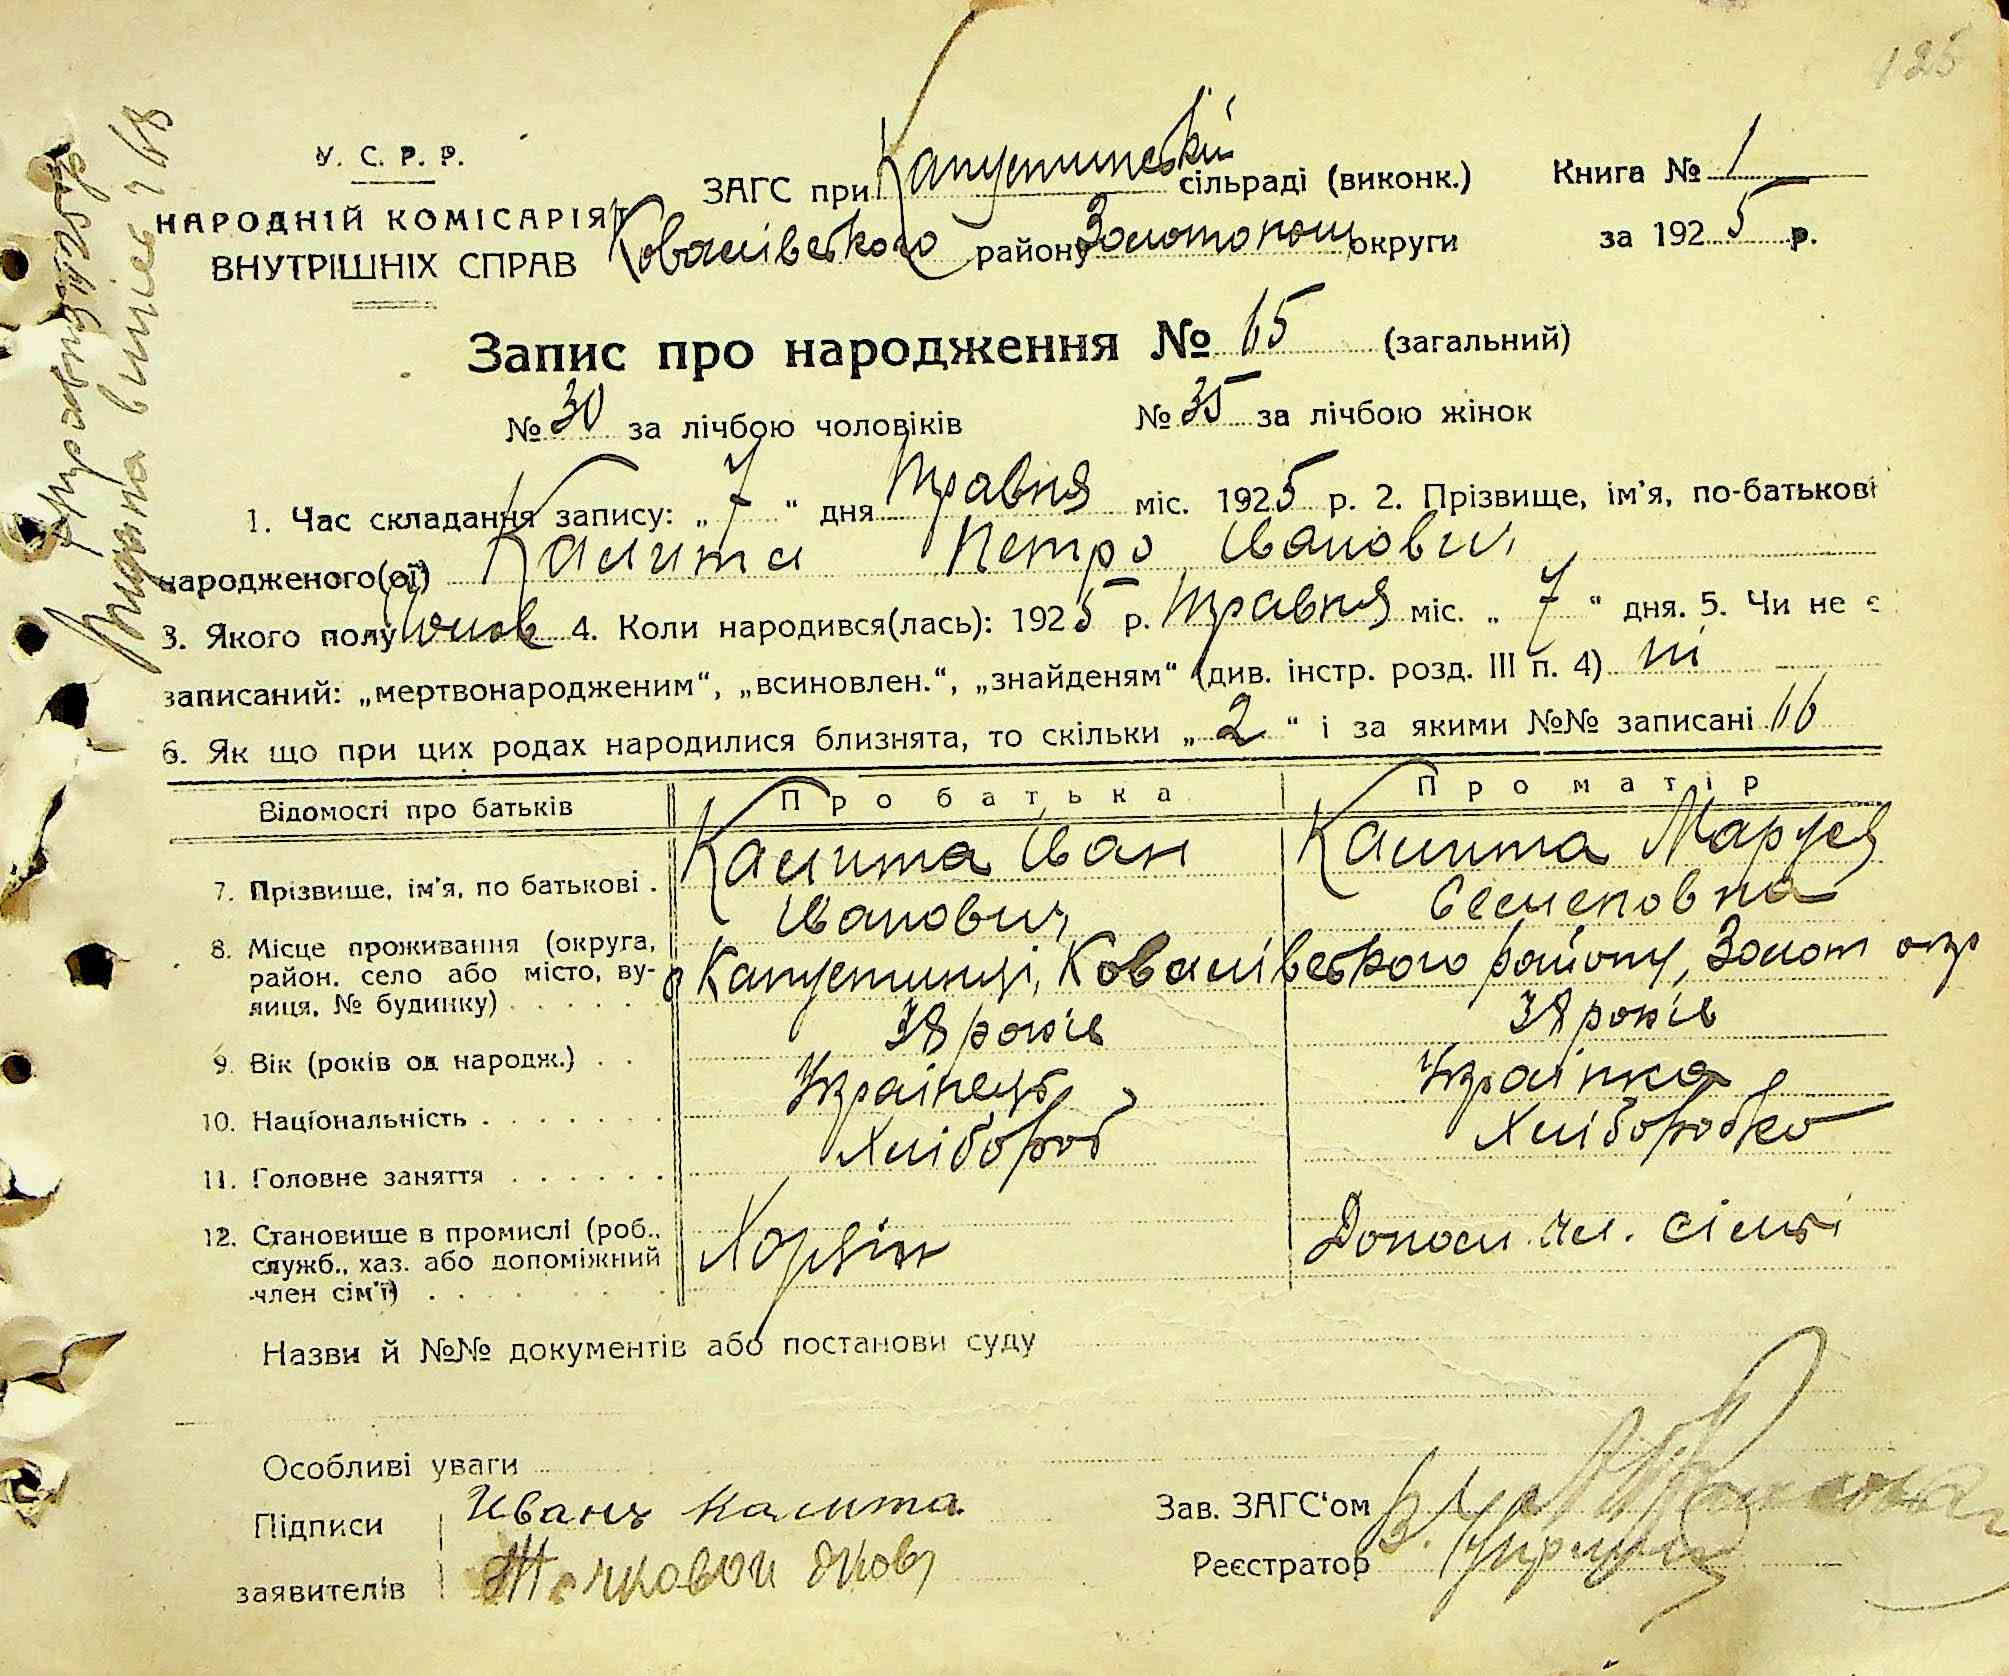 125
У. С. Р. Р.
НАРОДНІЙ КОМІСАРІЯТ
ВНУТРІШНІХ СПРАВ
ЗАГС при Капустинській сільраді (виконк.)
Ковалівського району Золотонош округи
Книга № 1
за 1925 р.
Запис про народження № 65 (загальний)
№ 30 за лічбою чоловіків № 35 за лічбою жінок
1. Час складання запису: „7“ дня травня міс. 1925 р. 2. Прізвище, ім'я, по-батькові
народженого(ої) Калита Петро Іванович
3. Якого полу чолов 4. Коли народився(лась): 1925 р. травня міс. „7“ дня. 5. Чи не є
записаний: „мертвонародженим“, „всиновлен.“, „знайденям“ (див. інстр. розд. III п. 4) ні
6. Як що при цих родах народилися близнята, то скільки „2“ і за якими №№ записані 66
Відомості про батьків Про батька Про матір
7. Прізвище, ім'я, по батькові . Калита Іван Калита Маруся
Іванович Семеновна
8. Місце проживання (округа, район, село або місто, вулиця, № будинку) . . . . . . Капустинці, Ковалівського району, Золот окр
9. Вік (років од народж.) . . 38 років 38 років
10. Національність . . . . . . . Українець Українка
11. Головне заняття . . . . . . Хлібороб Хліборобка
12. Становище в промислі (роб., служб., хаз. або допоміжний член сім'ї) . . . . . . Допом. чл. сімьї
Назви й №№ документів або постанови суду
Особливі уваги
Підписи Иванъ Калита
заявителів
Зав. ЗАГС'ом
Реєстратор